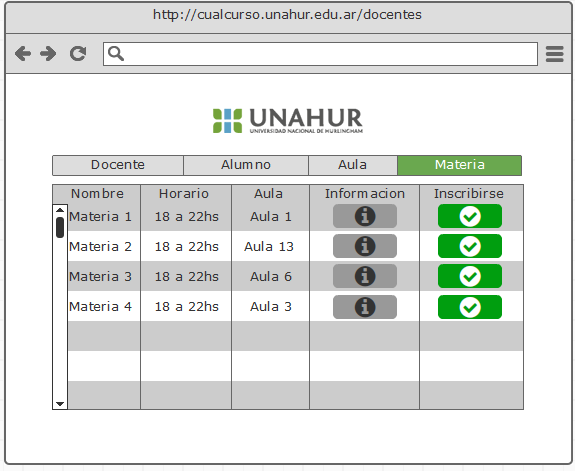 http://cualcurso.unahur.edu.ar/docentes
UNAHUR
UNIVERSIDAD NACIONAL DE HURLINGHAM
Docente Alumno Aula Materia
Nombre Horario Aula Informacion Inscribirse
Materia 1 18 a 22hs Aula 1
Materia 2 18 a 22hs Aula 13
Materia 3 18 a 22hs Aula 6
Materia 4 18 a 22hs Aula 3